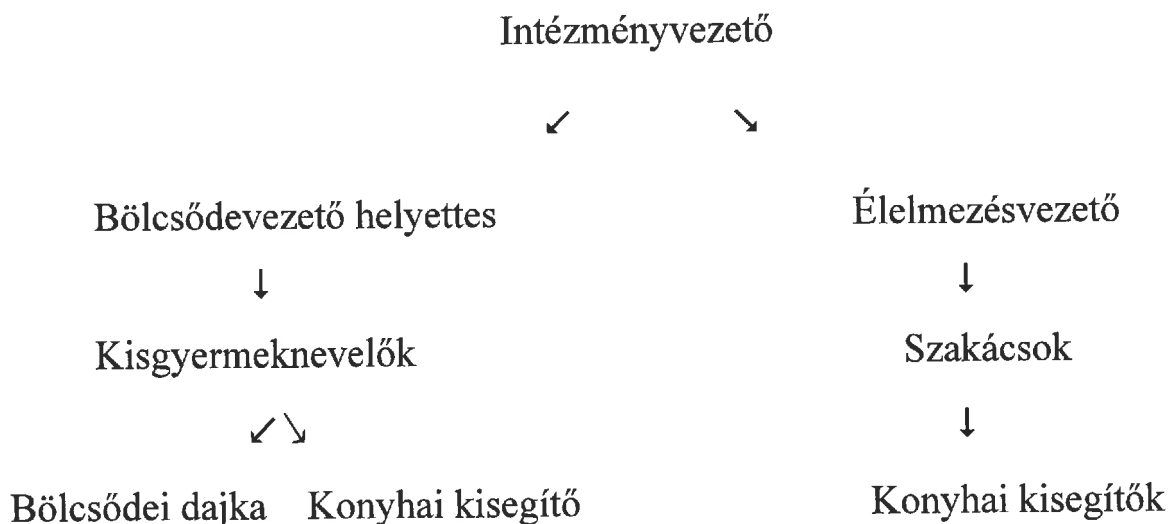 Intézményvezető
↙ ↘
Bölcsődevezető helyettes Élelmezésvezető
↓ ↓
Kisgyermeknevelők Szakácsok
↙ ↘ ↓
Bölcsődei dajka Konyhai kisegítő Konyhai kisegítők